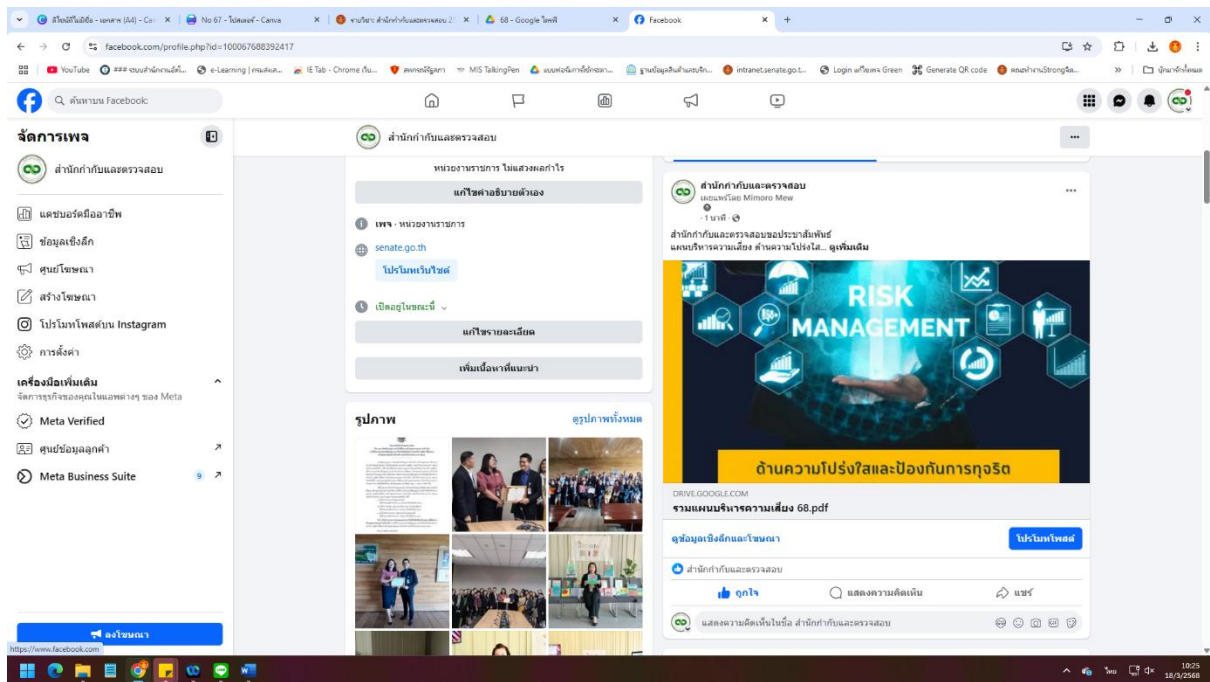 ดีไซน์ที่ไม่มีชื่อ - เอกสาร (A4) - Can
No 67 - โปสเตอร์ - Canva
68 - Google ไดรฟ์
Facebook
facebook.com/profile.php?id=100067688392417
YouTube
e-Learning
MIS TalkingPen
intranet.senate.go.t...
Generate QR code
ค้นหาบน Facebook
จัดการเพจ
สำนักกำกับและตรวจสอบ
แดชบอร์ดมืออาชีพ
ข้อมูลเชิงลึก
ศูนย์โฆษณา
สร้างโฆษณา
โปรโมทโพสต์บน Instagram
การตั้งค่า
เครื่องมือเพิ่มเติม
จัดการธุรกิจของคุณในแอพต่างๆ ของ Meta
Meta Verified
ศูนย์ข้อมูลลูกค้า
Meta Business Suite
9
ลงโฆษณา
https://www.facebook.com
สำนักกำกับและตรวจสอบ
หน่วยงานราชการ ไม่แสวงผลกำไร
แก้ไขคำอธิบายตัวเอง
เพจ · หน่วยงานราชการ
senate.go.th
โปรโมทเว็บไซต์
เปิดอยู่ในขณะนี้
แก้ไขรายละเอียด
เพิ่มเนื้อหาที่แนะนำ
รูปภาพ
ดูรูปภาพทั้งหมด
สำนักกำกับและตรวจสอบ
เผยแพร่โดย Mimoro Mew
· 1 นาที ·
สำนักกำกับและตรวจสอบขอประชาสัมพันธ์
แผนบริหารความเสี่ยง ด้านความโปร่งใส... ดูเพิ่มเติม
RISK
MANAGEMENT
ด้านความโปร่งใสและป้องกันการทุจริต
DRIVE.GOOGLE.COM
รวมแผนบริหารความเสี่ยง 68.pdf
ดูข้อมูลเชิงลึกและโฆษณา
โปรโมทโพสต์
สำนักกำกับและตรวจสอบ
ถูกใจ
แสดงความคิดเห็น
แชร์
แสดงความคิดเห็นในชื่อ สำนักกำกับและตรวจสอบ
ไทย
10:25
18/3/2568